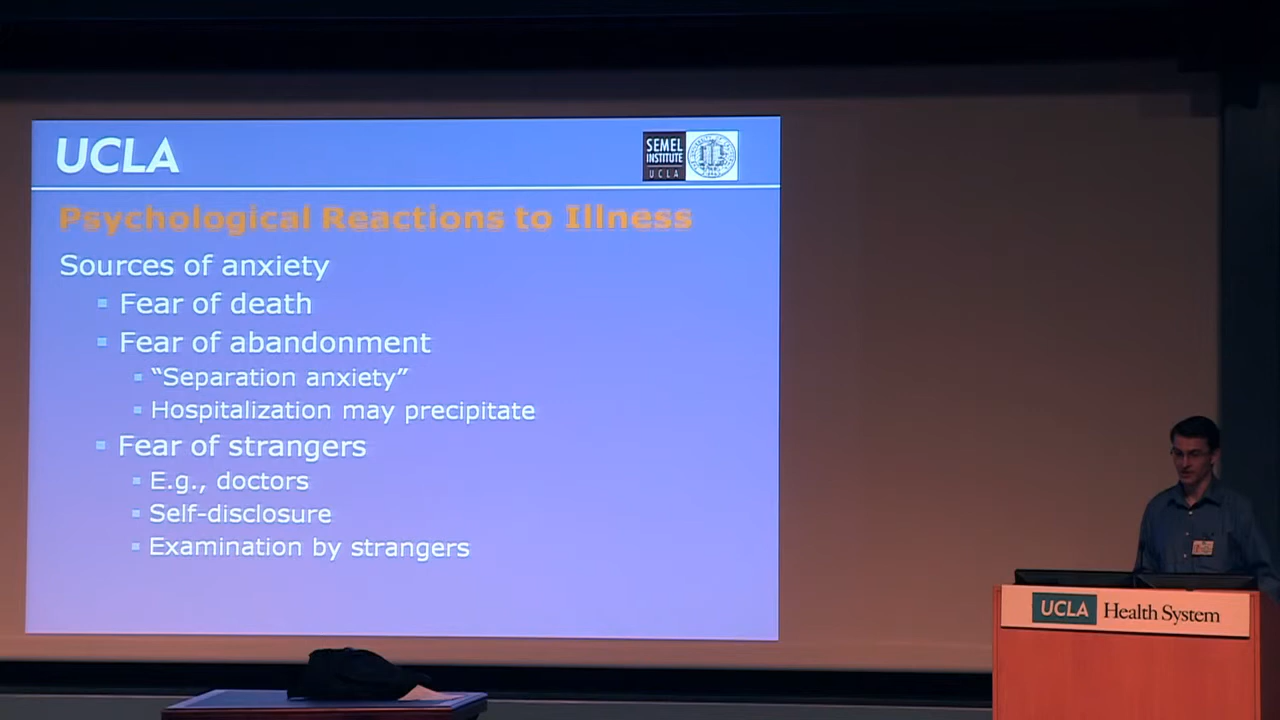 UCLA
SEMEL
INSTITUTE
UCLA
Psychological Reactions to Illness
Sources of anxiety
Fear of death
Fear of abandonment
“Separation anxiety”
Hospitalization may precipitate
Fear of strangers
E.g., doctors
Self-disclosure
Examination by strangers
UCLA Health System